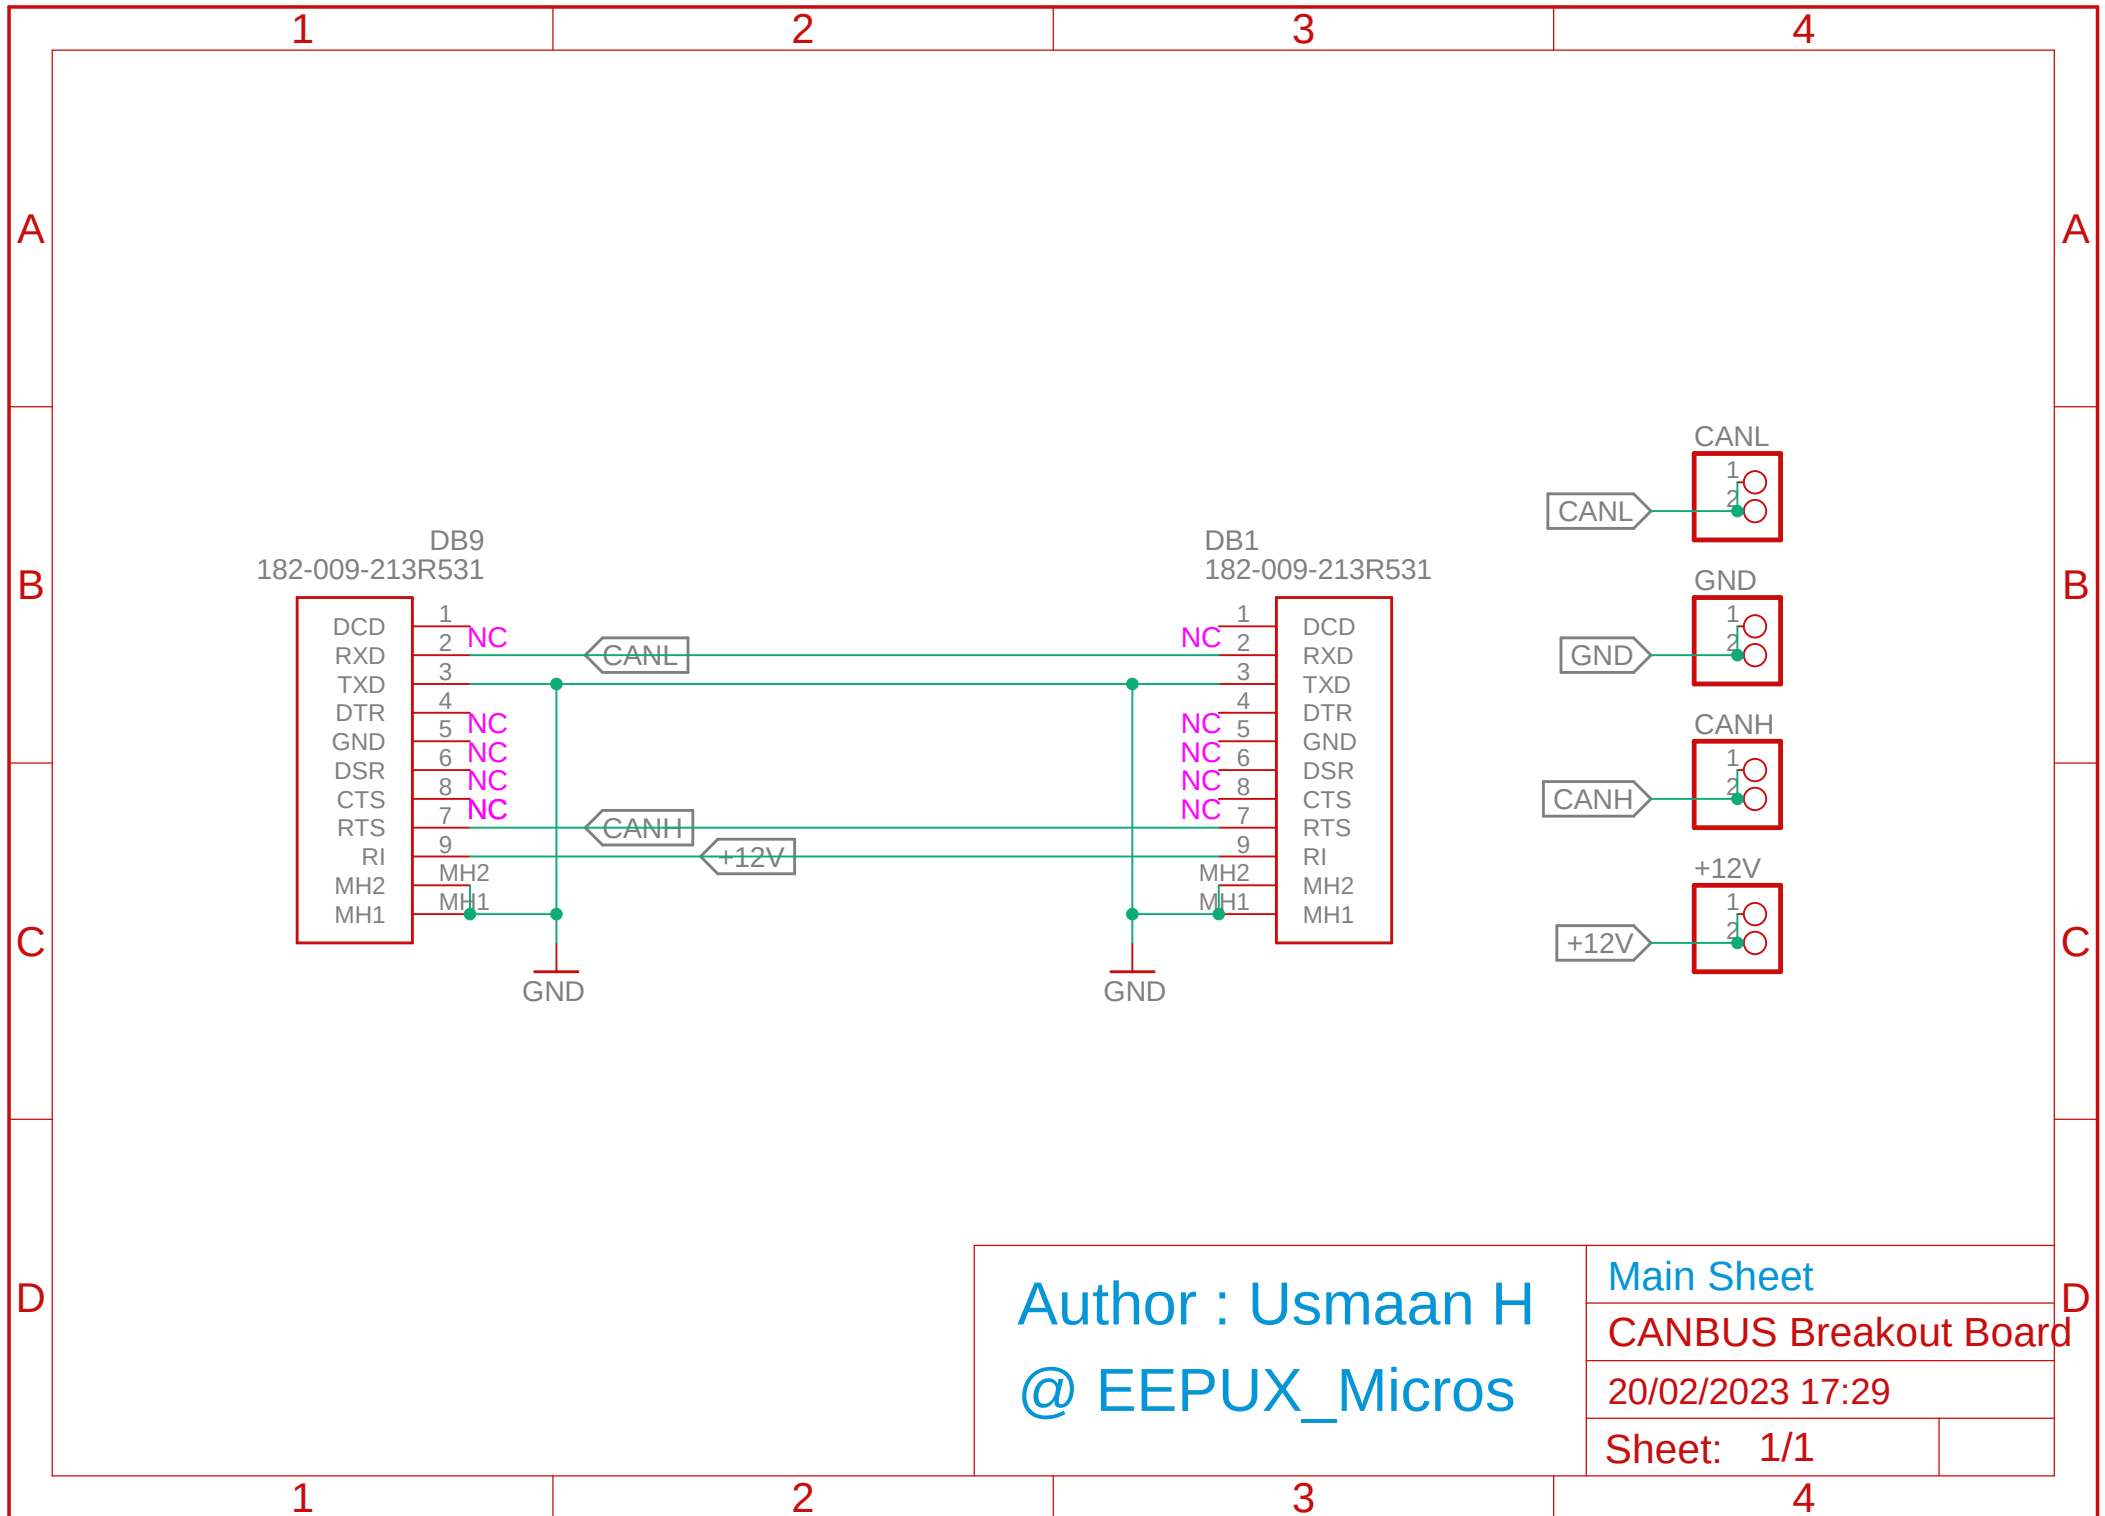 1 2 3 4
A A
CANL
1
2
CANL
DB9
182-009-213R531
DB1
182-009-213R531
B B
GND
1
2
GND
DCD 1 NC
RXD 2
TXD 3
DTR 4 NC
GND 5 NC
DSR 6 NC
CTS 8 NC
RTS 7
RI 9
MH2 MH2
MH1 MH1
CANL
CANH
+12V
GND
NC 1 DCD
2 RXD
3 TXD
NC 4 DTR
NC 5 GND
NC 6 DSR
NC 8 CTS
7 RTS
9 RI
MH2 MH2
MH1 MH1
GND
CANH
1
2
CANH
+12V
1
2
+12V
C C
D D
Author : Usmaan H
@ EEPUX_Micros
Main Sheet
CANBUS Breakout Board
20/02/2023 17:29
Sheet: 1/1
1 2 3 4